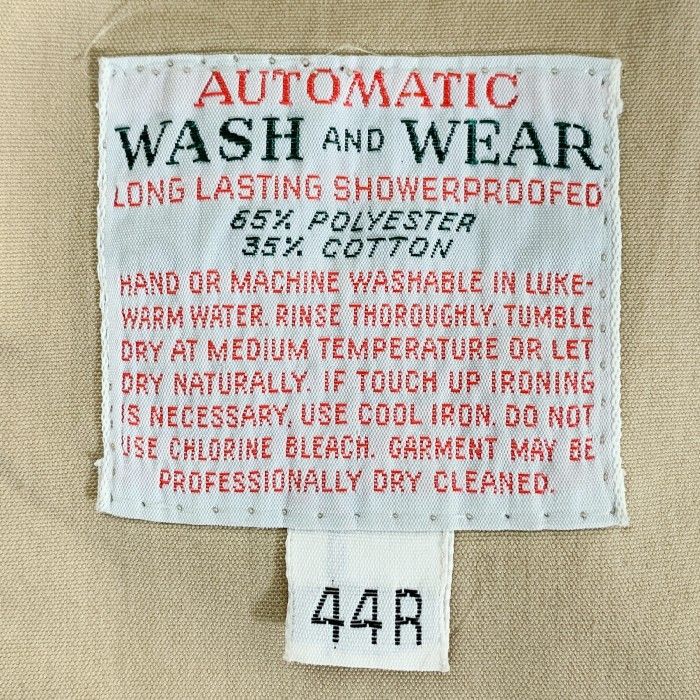 AUTOMATIC
WASH AND WEAR
LONG LASTING SHOWERPROOFED
65% POLYESTER
35% COTTON
HAND OR MACHINE WASHABLE IN LUKE-
WARM WATER. RINSE THOROUGHLY. TUMBLE
DRY AT MEDIUM TEMPERATURE OR LET
DRY NATURALLY. IF TOUCH UP IRONING
IS NECESSARY, USE COOL IRON. DO NOT
USE CHLORINE BLEACH. GARMENT MAY BE
PROFESSIONALLY DRY CLEANED.
44R